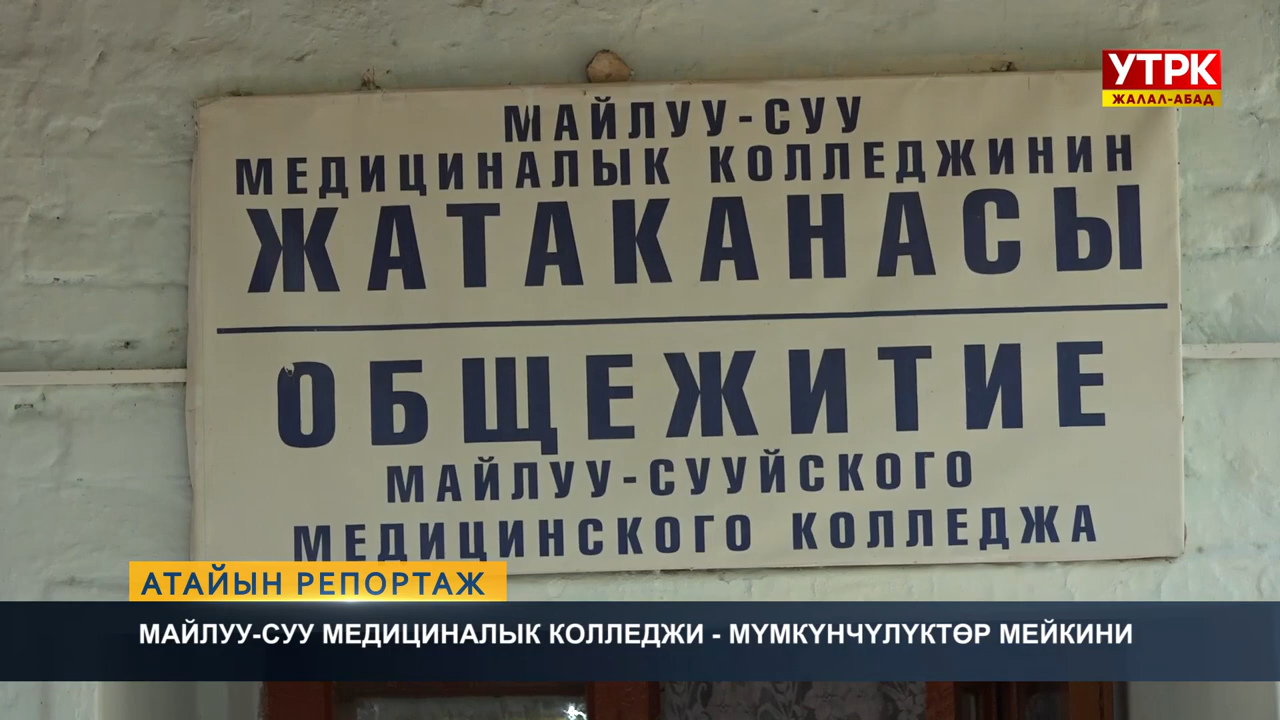 УТРК
ЖАЛАЛ-АБАД
МАЙЛУУ-СУУ
МЕДИЦИНАЛЫК КОЛЛЕДЖИНИН
ЖАТАКАНАСЫ
ОБЩЕЖИТИЕ
МАЙЛУУ-СУУЙСКОГО
МЕДИЦИНСКОГО КОЛЛЕДЖА
АТАЙЫН РЕПОРТАЖ
МАЙЛУУ-СУУ МЕДИЦИНАЛЫК КОЛЛЕДЖИ - МҮМКҮНЧҮЛҮКТӨР МЕЙКИНИ